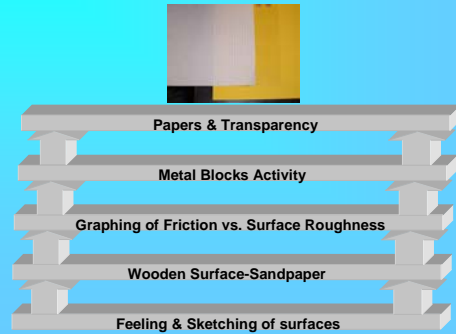 Papers & Transparency
Metal Blocks Activity
Graphing of Friction vs. Surface Roughness
Wooden Surface-Sandpaper
Feeling & Sketching of surfaces